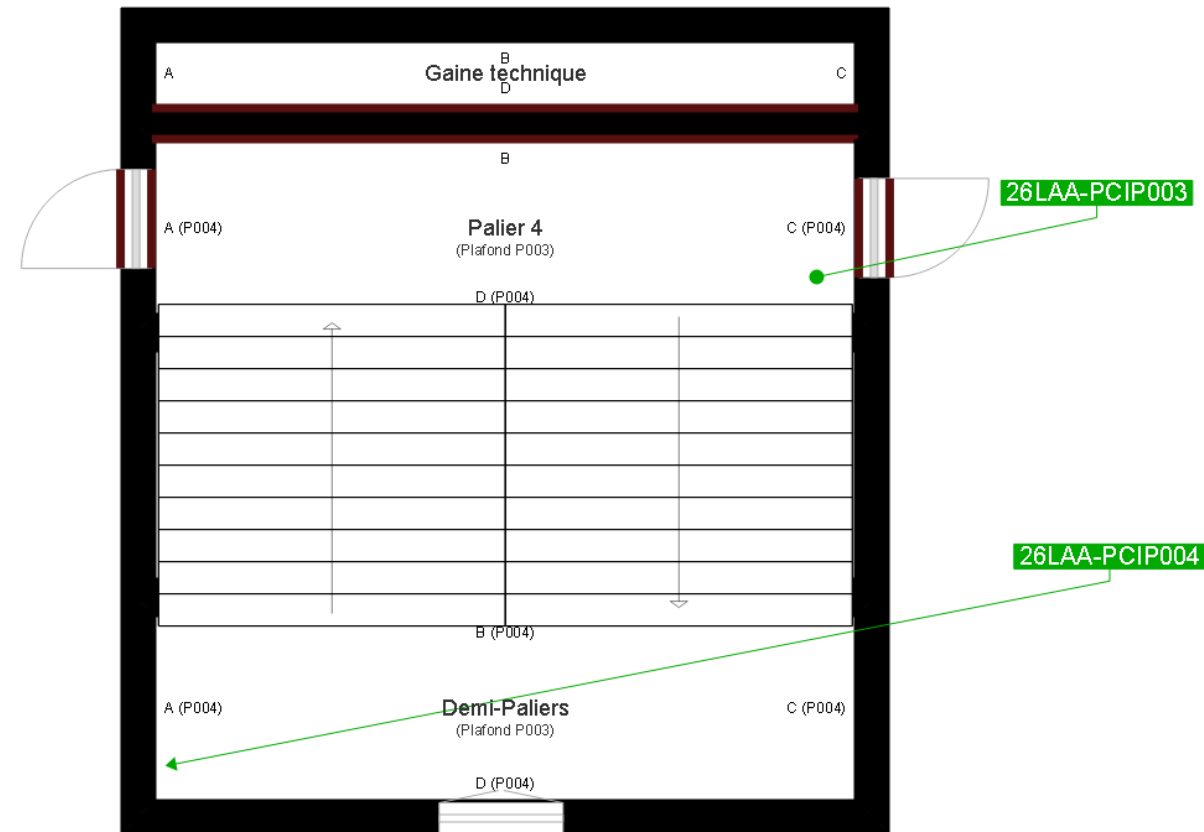 B
A Gaine technique C
D
B
26LAA-PCIP003
A (P004) Palier 4 C (P004)
(Plafond P003)
D (P004)
26LAA-PCIP004
B (P004)
A (P004) Demi-Paliers C (P004)
(Plafond P003)
D (P004)